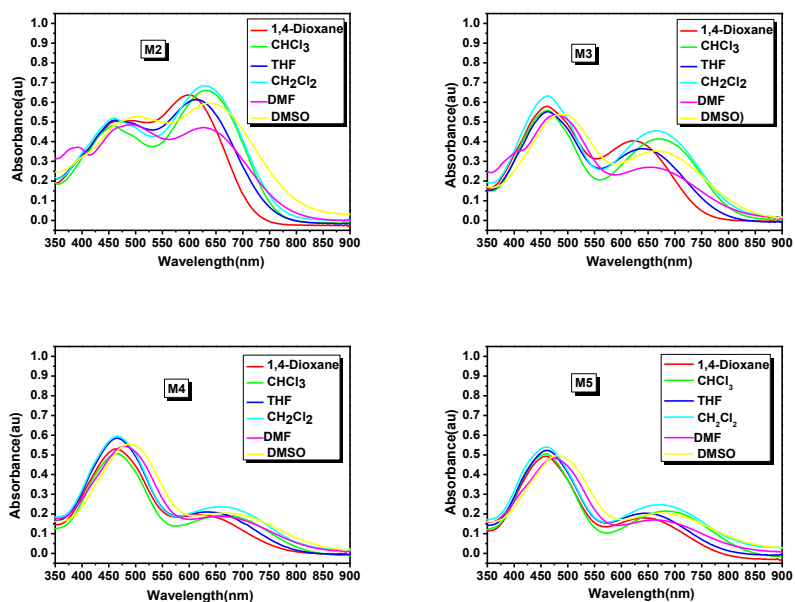 M2
1,4-Dioxane
CHCl3
THF
CH2Cl2
DMF
DMSO
Absorbance(au)
1.0
0.9
0.8
0.7
0.6
0.5
0.4
0.3
0.2
0.1
0.0
350 400 450 500 550 600 650 700 750 800 850 900
Wavelength(nm)
M3
1,4-Dioxane
CHCl3
THF
CH2Cl2
DMF
DMSO)
Absorbance(au)
1.0
0.9
0.8
0.7
0.6
0.5
0.4
0.3
0.2
0.1
0.0
350 400 450 500 550 600 650 700 750 800 850 900
Wavelength(nm)
M4
1,4-Dioxane
CHCl3
THF
CH2Cl2
DMF
DMSO
Absorbance(au)
1.0
0.9
0.8
0.7
0.6
0.5
0.4
0.3
0.2
0.1
0.0
350 400 450 500 550 600 650 700 750 800 850 900
Wavelength(nm)
M5
1,4-Dioxane
CHCl3
THF
CH2Cl2
DMF
DMSO
Absorbance(au)
1.0
0.9
0.8
0.7
0.6
0.5
0.4
0.3
0.2
0.1
0.0
350 400 450 500 550 600 650 700 750 800 850 900
Wavelength(nm)